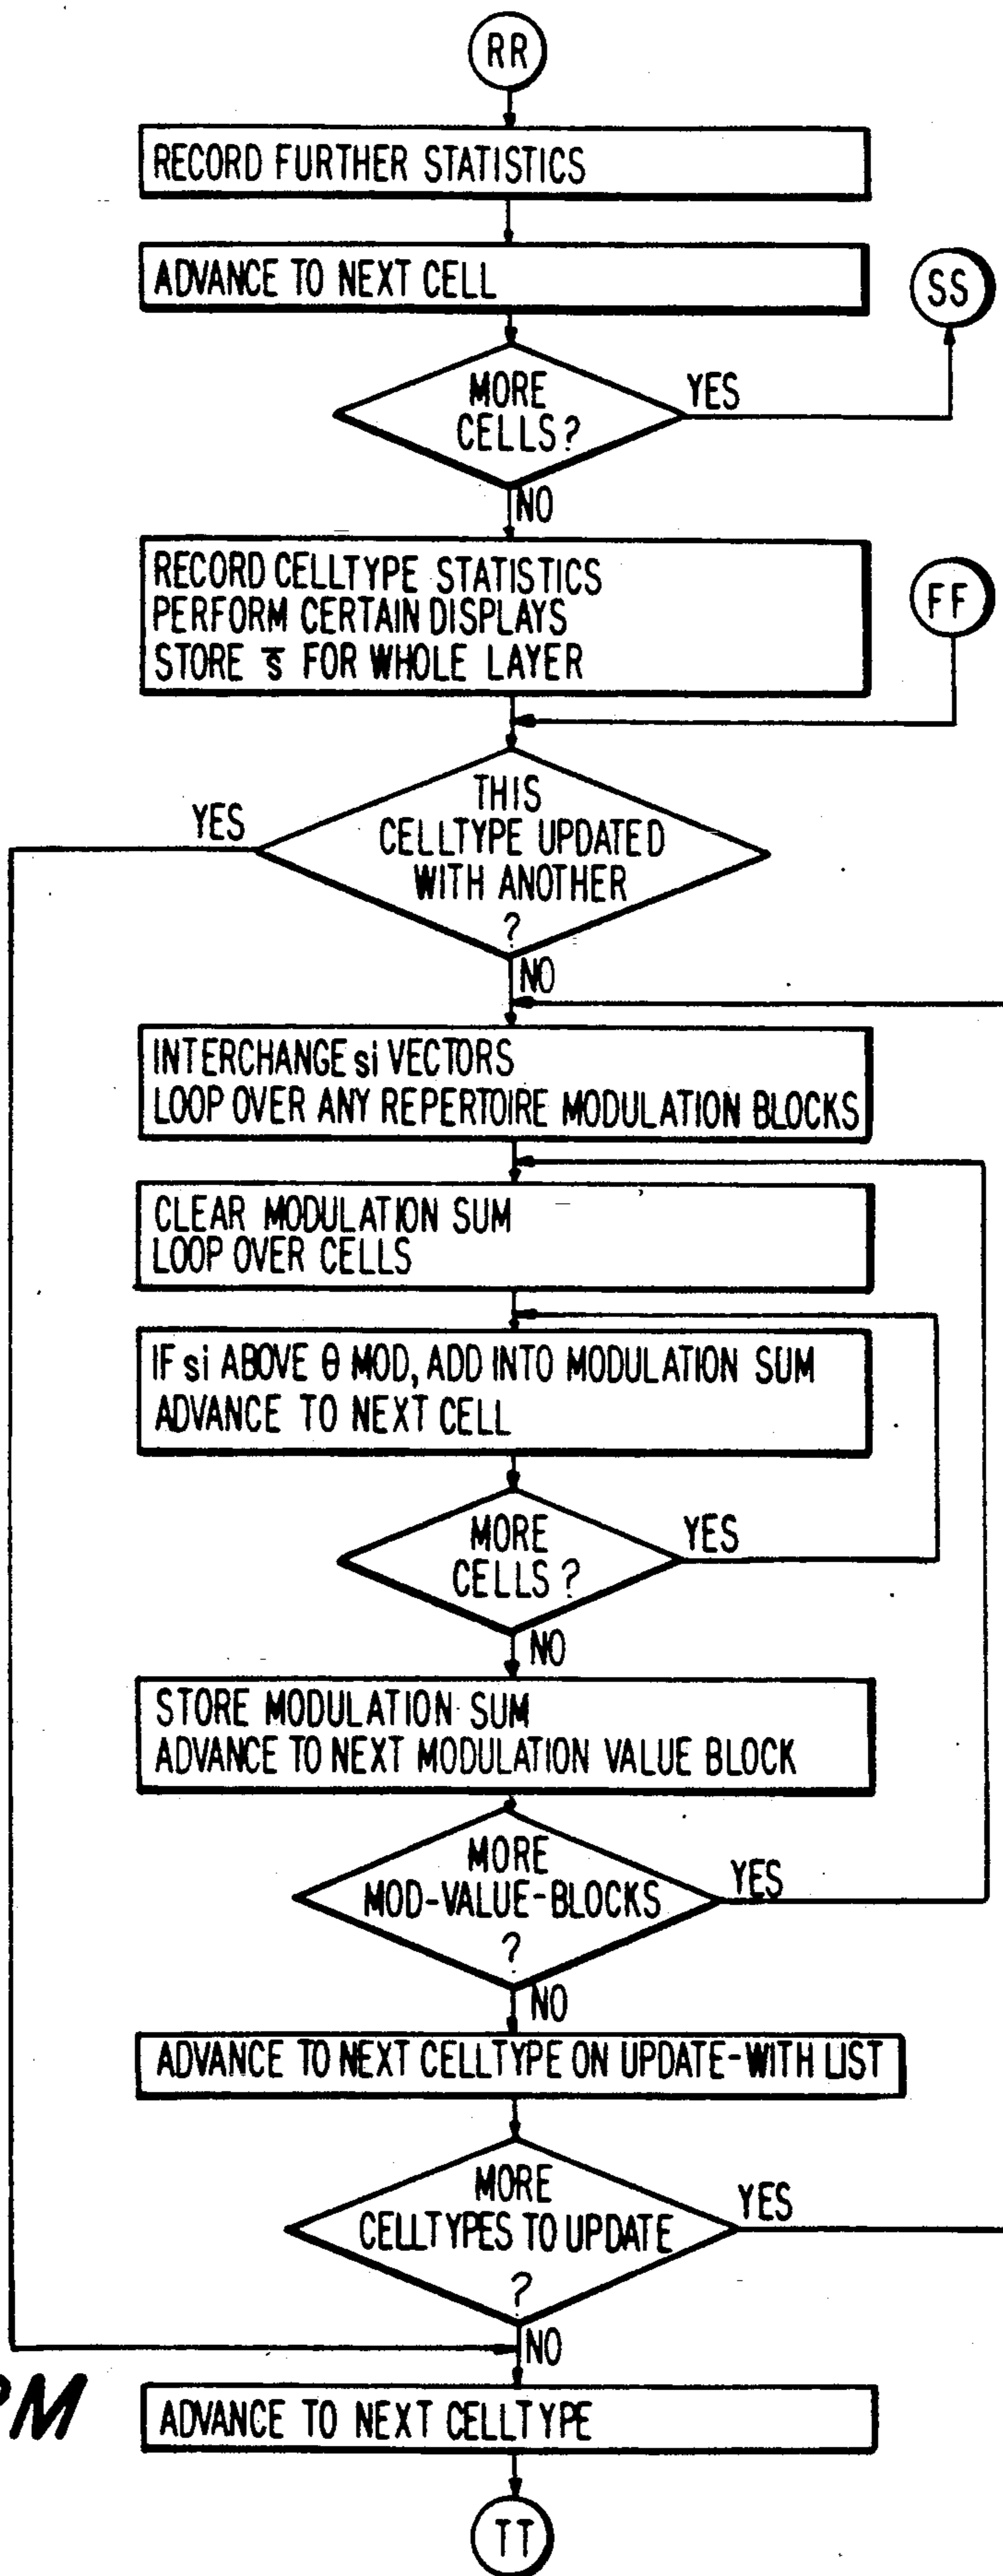 RR
RECORD FURTHER STATISTICS
ADVANCE TO NEXT CELL
SS
MORE
CELLS?
YES
NO
RECORD CELLTYPE STATISTICS
PERFORM CERTAIN DISPLAYS
STORE s̅ FOR WHOLE LAYER
FF
THIS
CELLTYPE UPDATED
WITH ANOTHER
?
YES
NO
INTERCHANGE si VECTORS
LOOP OVER ANY REPERTOIRE MODULATION BLOCKS
CLEAR MODULATION SUM
LOOP OVER CELLS
IF si ABOVE θ MOD, ADD INTO MODULATION SUM
ADVANCE TO NEXT CELL
MORE
CELLS?
YES
NO
STORE MODULATION SUM
ADVANCE TO NEXT MODULATION VALUE BLOCK
MORE
MOD-VALUE-BLOCKS
?
YES
NO
ADVANCE TO NEXT CELLTYPE ON UPDATE-WITH LIST
MORE
CELLTYPES TO UPDATE
?
YES
NO
ADVANCE TO NEXT CELLTYPE
TT